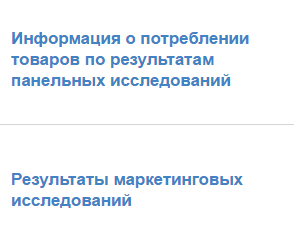 Информация о потреблении
товаров по результатам
панельных исследований
Результаты маркетинговых
исследований